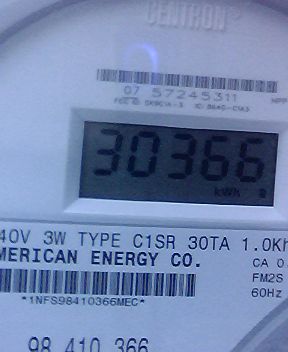 CENTRON®
07 57245311
30366
kWh
40V 3W TYPE C1SR 30TA 1.0Kh
MERICAN ENERGY CO.
CA 0.
FM2S
60Hz
*1NFS98410366MEC*
98 410 366